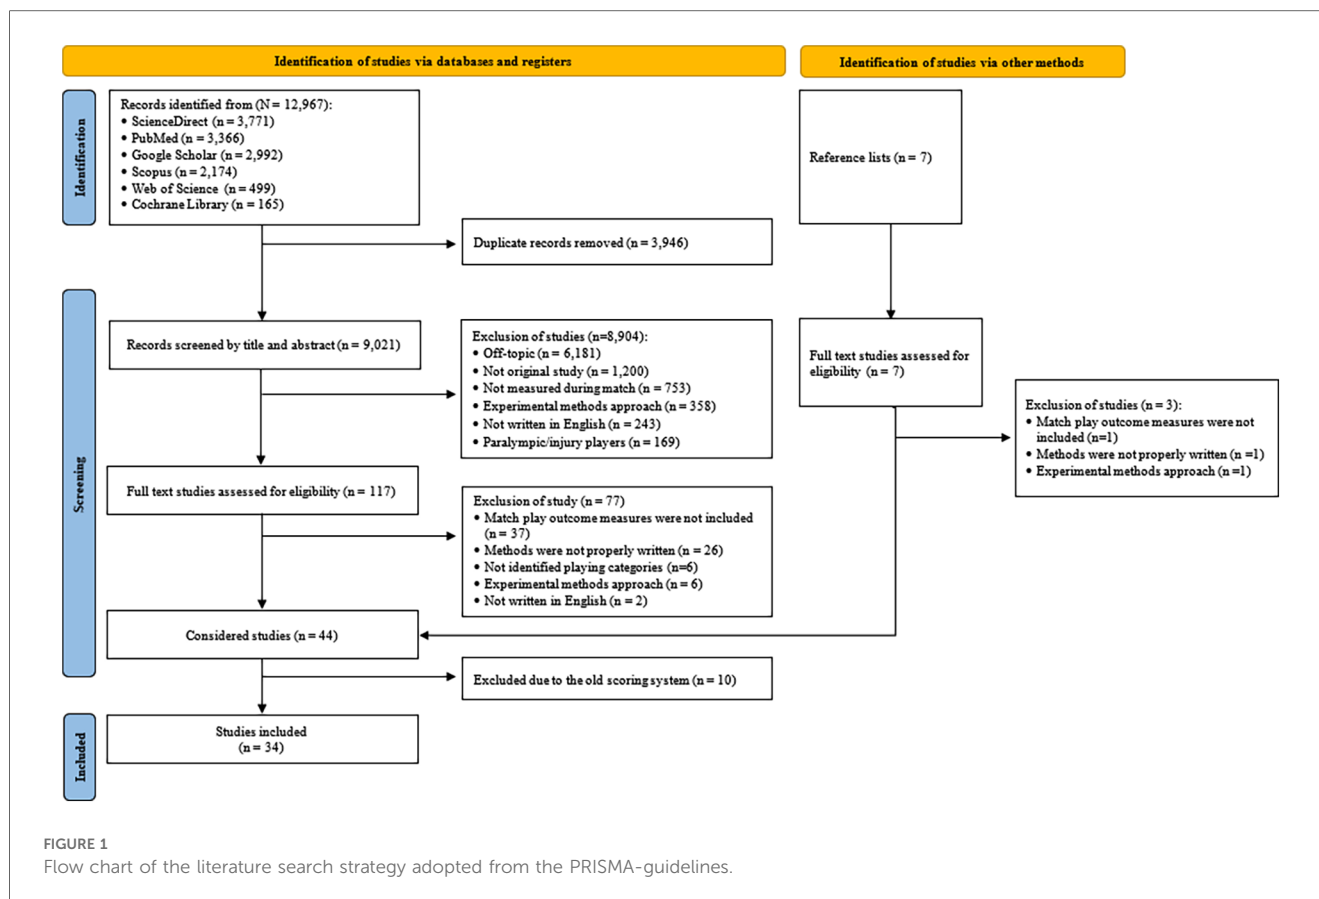 Identification of studies via databases and registers
Identification of studies via other methods
Identification
Records identified from (N = 12,967):
• ScienceDirect (n = 3,771)
• PubMed (n = 3,366)
• Google Scholar (n = 2,992)
• Scopus (n = 2,174)
• Web of Science (n = 499)
• Cochrane Library (n = 165)
Reference lists (n = 7)
Duplicate records removed (n = 3,946)
Screening
Records screened by title and abstract (n = 9,021)
Exclusion of studies (n=8,904):
• Off-topic (n = 6,181)
• Not original study (n = 1,200)
• Not measured during match (n = 753)
• Experimental methods approach (n = 358)
• Not written in English (n = 243)
• Paralympic/injury players (n = 169)
Full text studies assessed for
eligibility (n = 7)
Exclusion of studies (n = 3):
• Match play outcome measures were not
included (n=1)
• Methods were not properly written (n =1)
• Experimental methods approach (n =1)
Full text studies assessed for eligibility (n = 117)
Exclusion of study (n = 77)
• Match play outcome measures were not included
(n = 37)
• Methods were not properly written (n = 26)
• Not identified playing categories (n=6)
• Experimental methods approach (n = 6)
• Not written in English (n = 2)
Considered studies (n = 44)
Excluded due to the old scoring system (n = 10)
Included
Studies included
(n = 34)
FIGURE 1
Flow chart of the literature search strategy adopted from the PRISMA-guidelines.